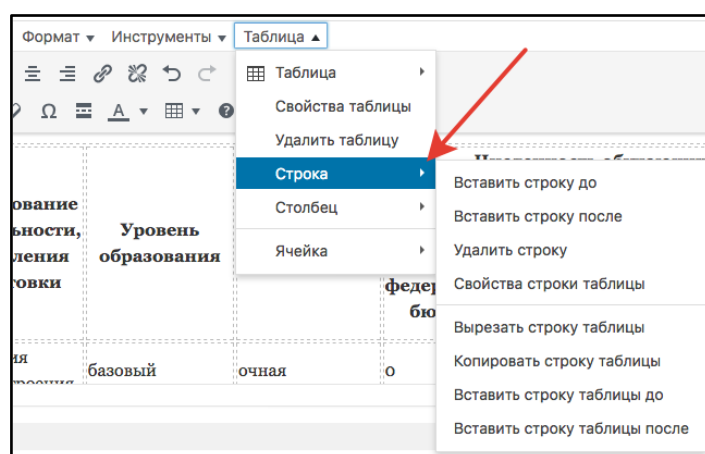 Формат Инструменты Таблица
Ω A
Таблица
Свойства таблицы
Удалить таблицу
Строка
Столбец
Ячейка
Вставить строку до
Вставить строку после
Удалить строку
Свойства строки таблицы
Вырезать строку таблицы
Копировать строку таблицы
Вставить строку таблицы до
Вставить строку таблицы после
Уровень
образования
базовый очная 0